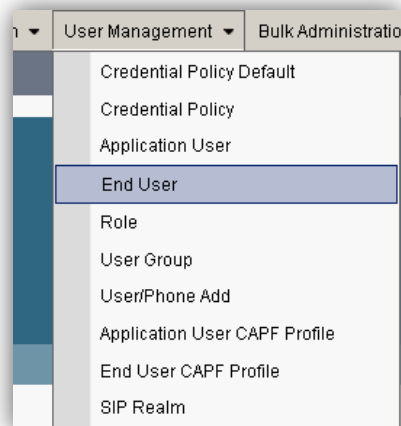 User Management Bulk Administratio
Credential Policy Default
Credential Policy
Application User
End User
Role
User Group
User/Phone Add
Application User CAPF Profile
End User CAPF Profile
SIP Realm